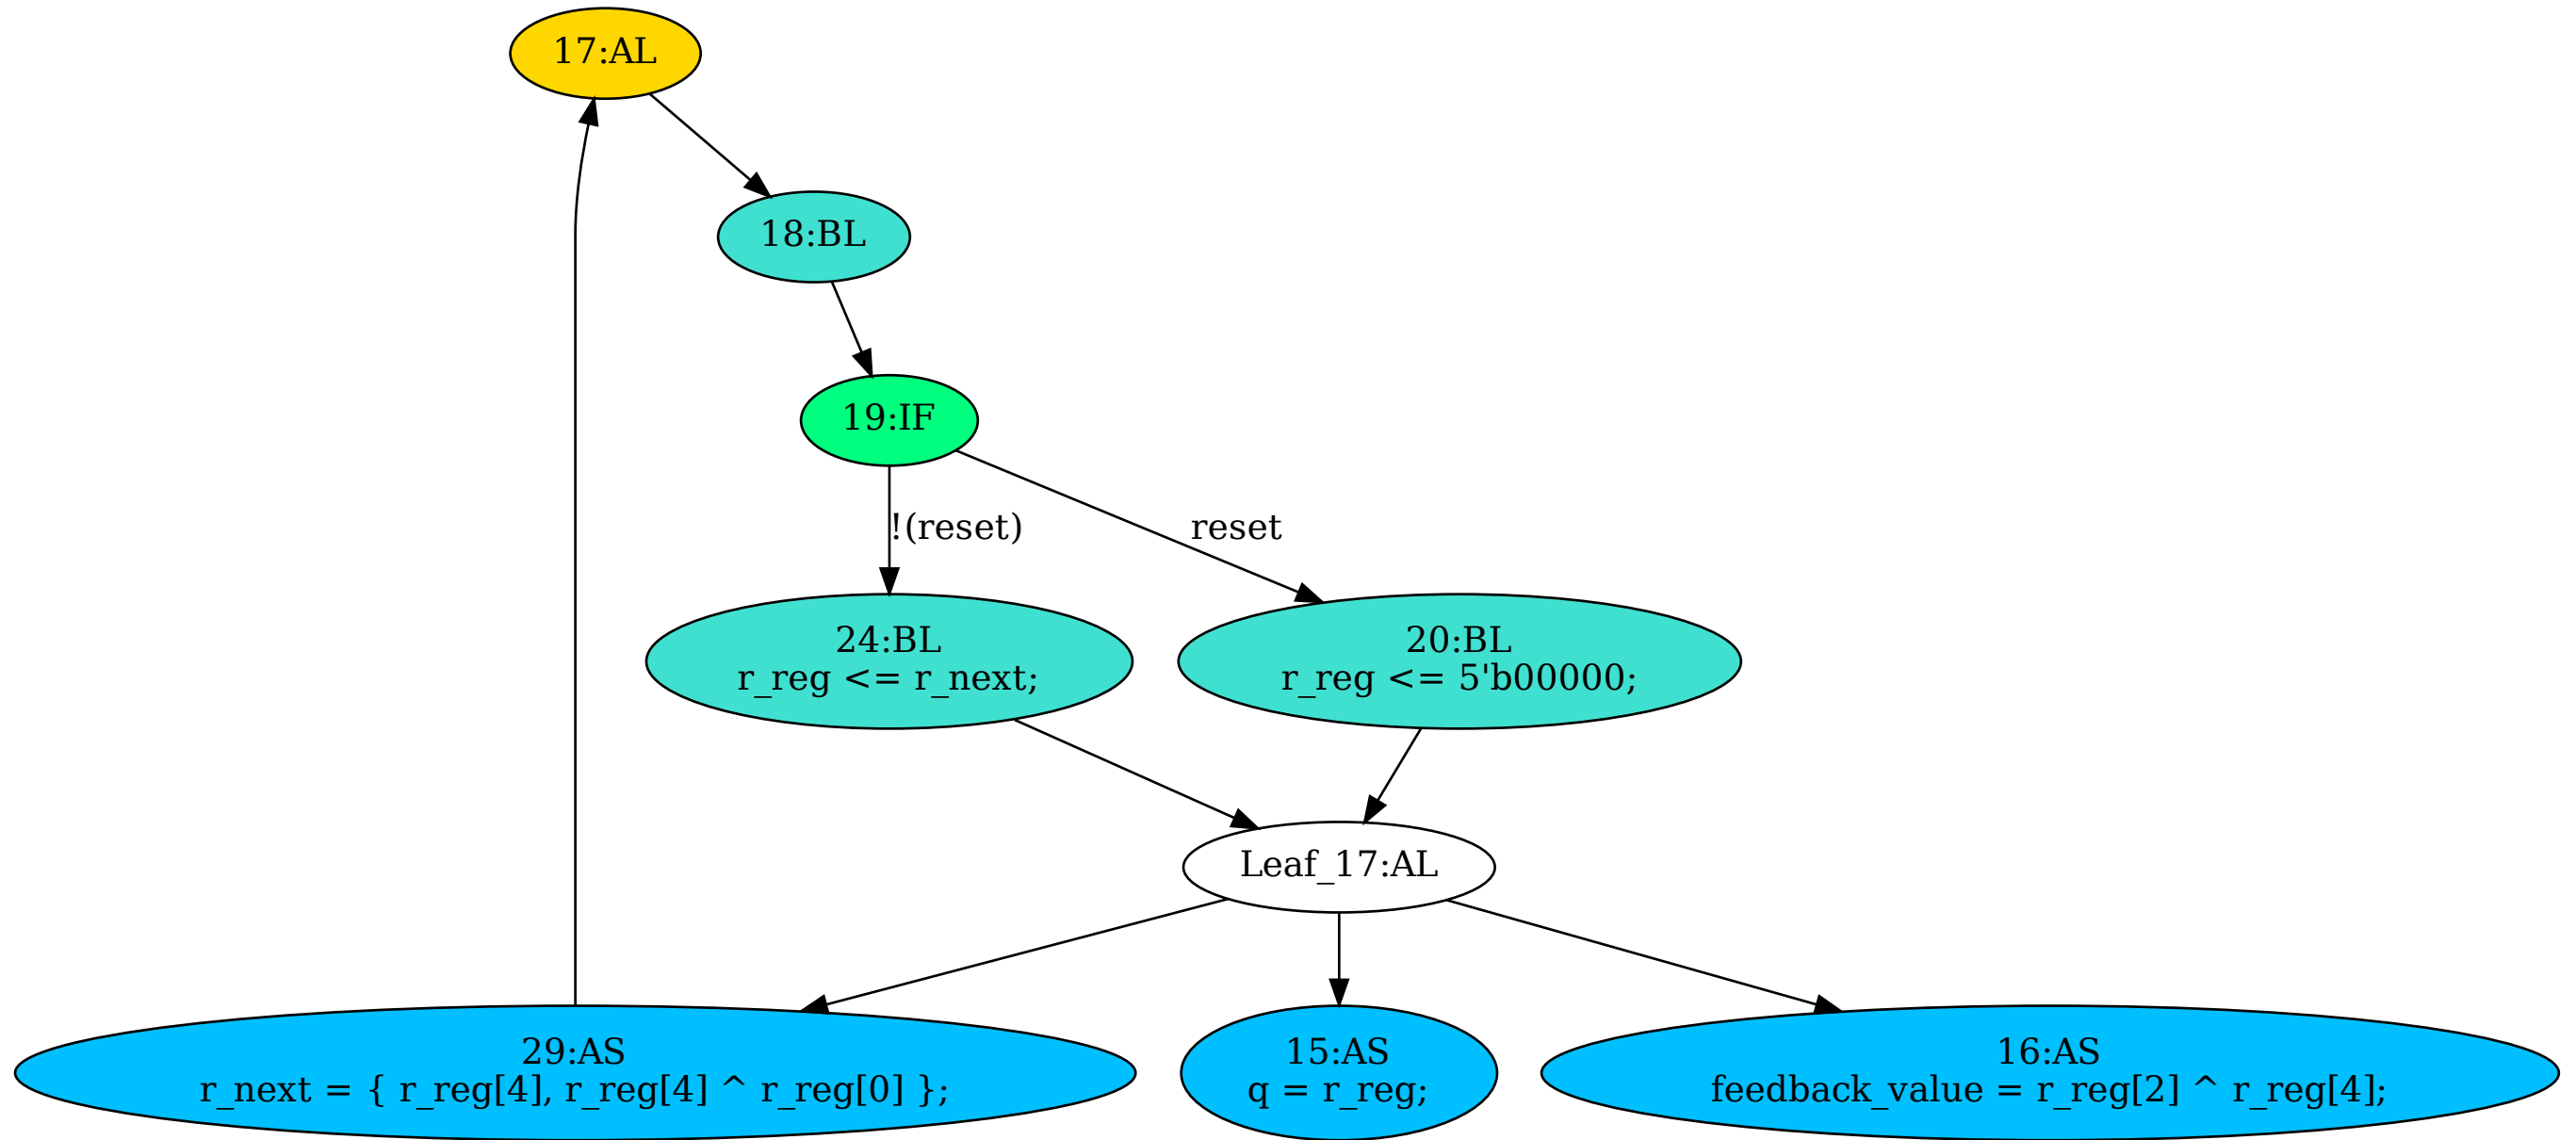 17:AL
18:BL
19:IF
!(reset)
reset
24:BL
r_reg <= r_next;
20:BL
r_reg <= 5'b00000;
Leaf_17:AL
29:AS
r_next = { r_reg[4], r_reg[4] ^ r_reg[0] };
15:AS
q = r_reg;
16:AS
feedback_value = r_reg[2] ^ r_reg[4];